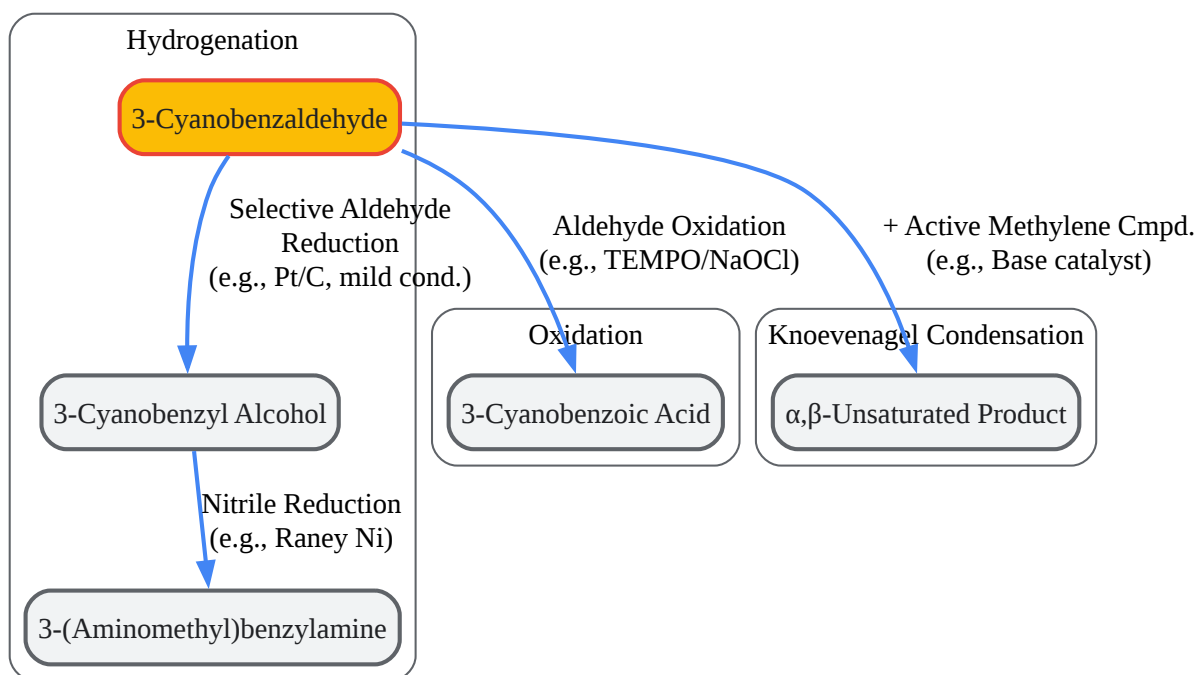 Hydrogenation
3-Cyanobenzaldehyde
Selective Aldehyde
Reduction
(e.g., Pt/C, mild cond.)
Aldehyde Oxidation
(e.g., TEMPO/NaOCl)
+ Active Methylene Cmpd.
(e.g., Base catalyst)
Oxidation
Knoevenagel Condensation
3-Cyanobenzyl Alcohol
3-Cyanobenzoic Acid
α,β-Unsaturated Product
Nitrile Reduction
(e.g., Raney Ni)
3-(Aminomethyl)benzylamine